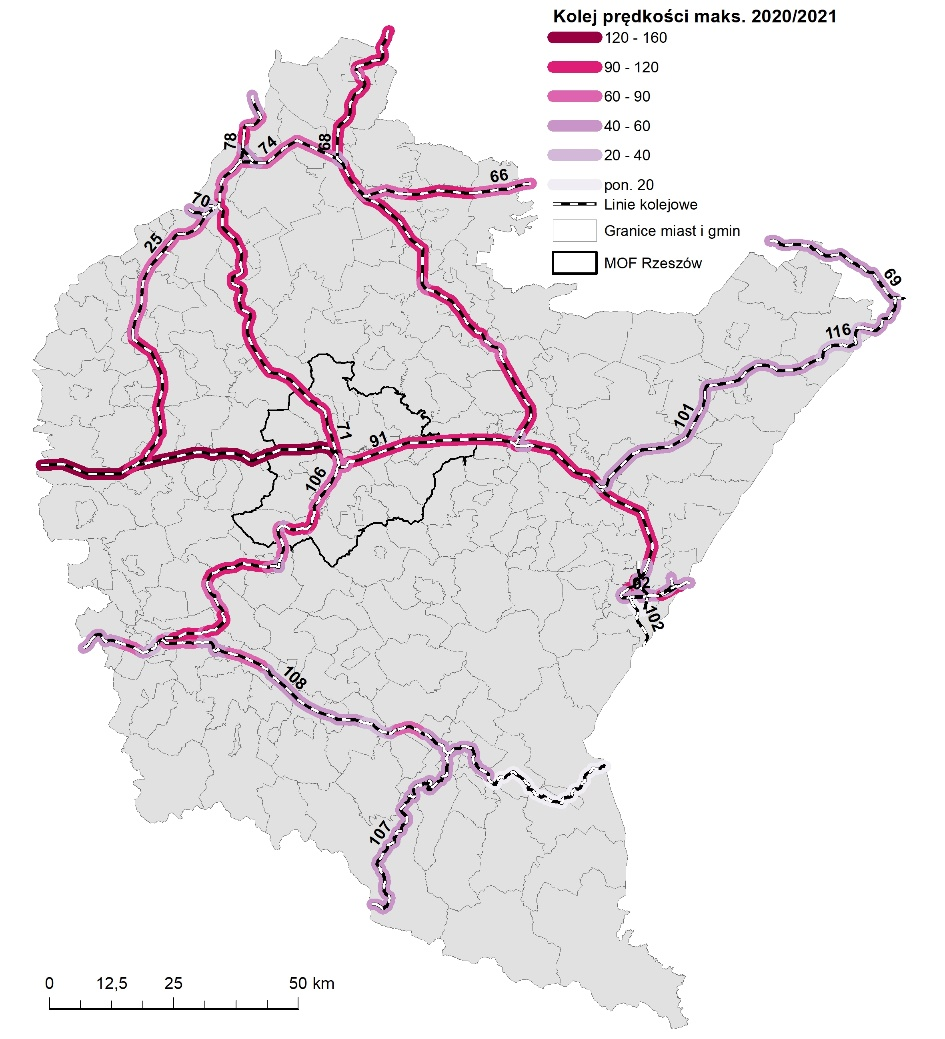 Kolej prędkości maks. 2020/2021
120 - 160
90 - 120
60 - 90
40 - 60
20 - 40
pon. 20
Linie kolejowe
Granice miast i gmin
MOF Rzeszów
78
74
68
66
70
25
69
116
101
71
91
106
102
108
107
0 12,5 25 50 km